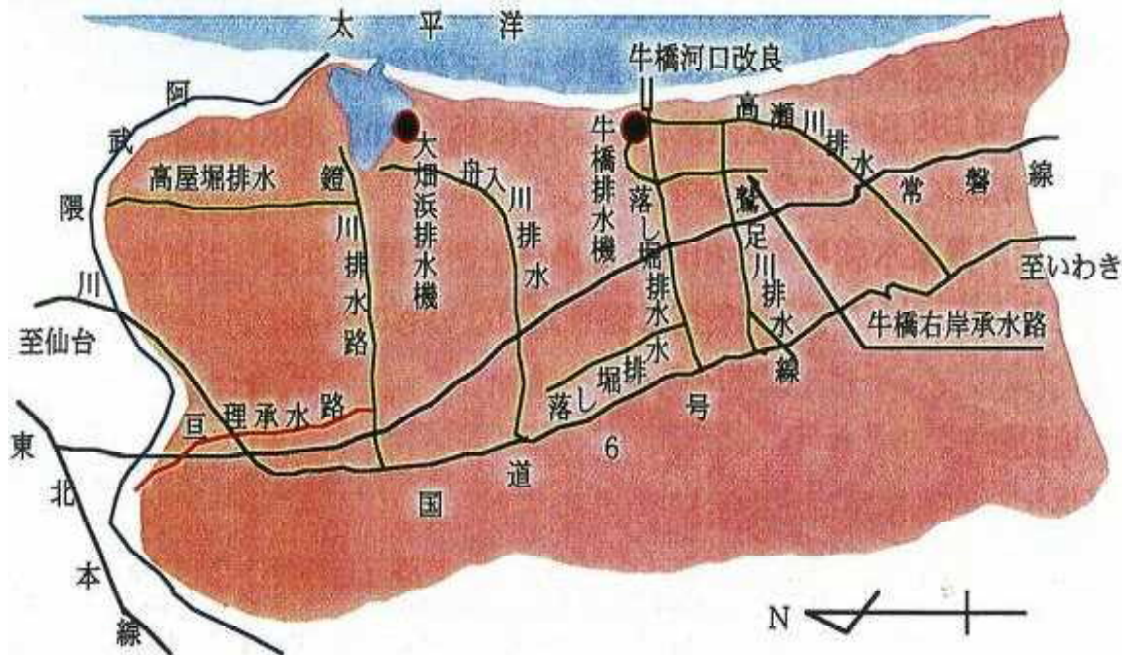 太平洋
牛橋河口改良
阿武隈川
高屋堀排水
鐙川排水路
大畑浜排水機
舟入川排水
牛橋排水機
落し堀排水
高瀬川排水
鷲足川排水線
常磐線
至いわき
牛橋右岸承水路
至仙台
亘理承水路
落し堀排水
国道6号
東北本線
N